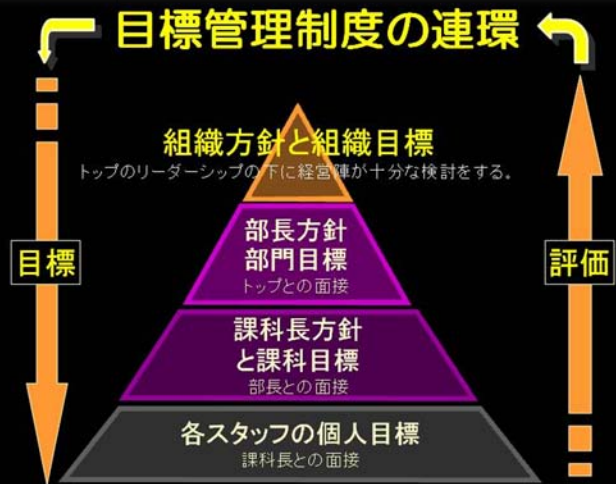 目標管理制度の連環
組織方針と組織目標
トップのリーダーシップの下に経営陣が十分な検討をする。
部長方針
部門目標
トップとの面接
目標
評価
課科長方針
と課科目標
部長との面接
各スタッフの個人目標
課科長との面接